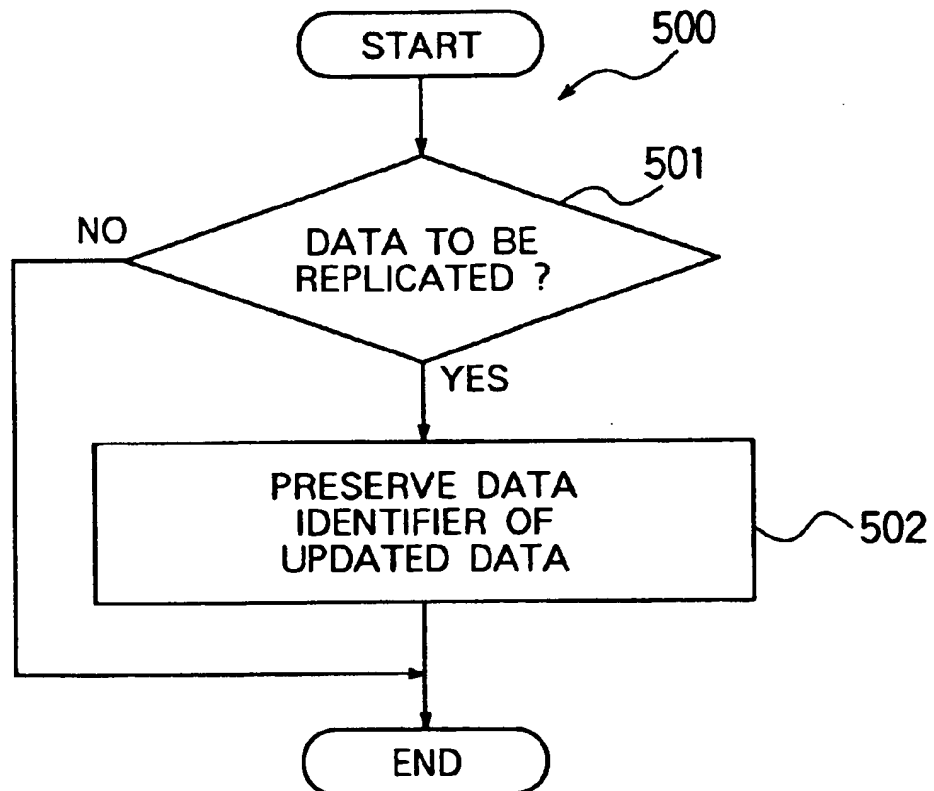 START
500
501
NO
DATA TO BE
REPLICATED ?
YES
PRESERVE DATA
IDENTIFIER OF
UPDATED DATA
502
END